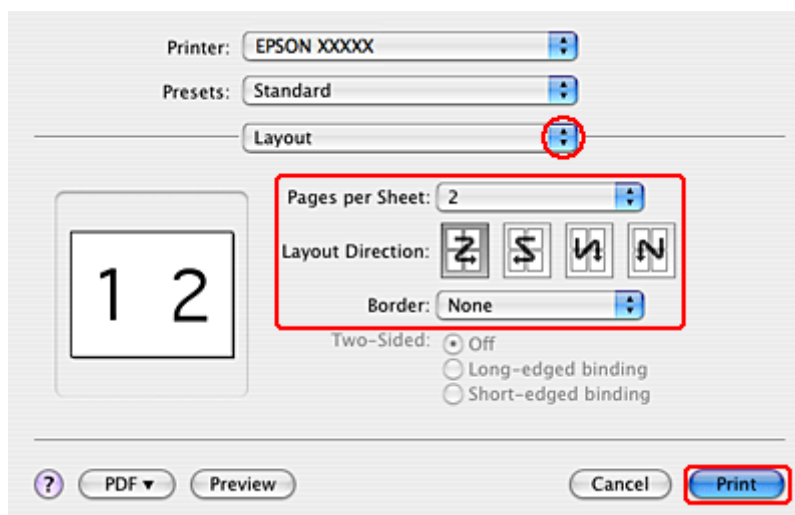 Printer: EPSON XXXXX
Presets: Standard
Layout
Pages per Sheet: 2
Layout Direction:
1 2
Border: None
Two-Sided: Off
Long-edged binding
Short-edged binding
? PDF▼ Preview Cancel Print